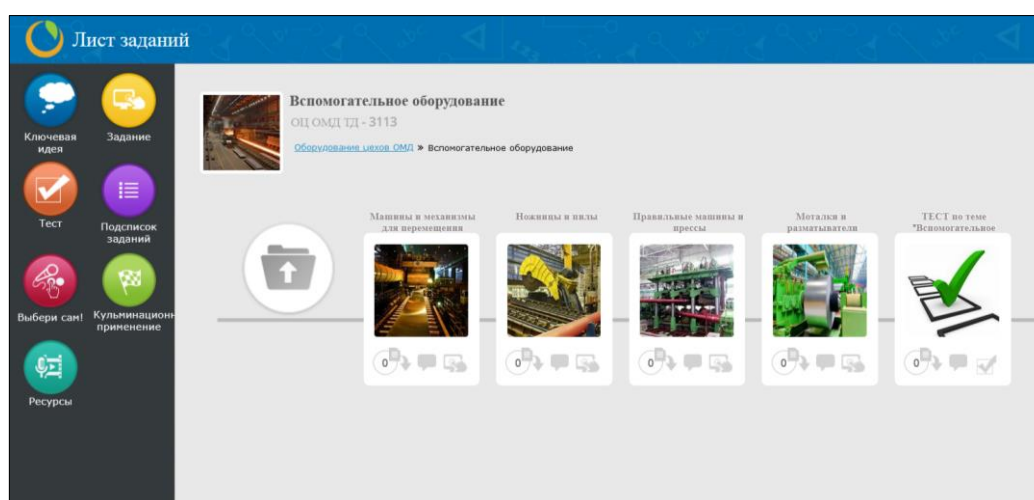 Лист заданий
Ключевая
идея
Задание
Тест
Подсписок
заданий
Выбери сам!
Кульминационн
применение
Ресурсы
Вспомогательное оборудование
ОЦ ОМД ТД - 3113
Оборудование цехов ОМД » Вспомогательное оборудование
Машины и механизмы
для перемещения
Ножницы и пилы
Правильные машины и
прессы
Моталки и
разматыватели
ТЕСТ по теме
"Вспомогательное
0
0
0
0
0